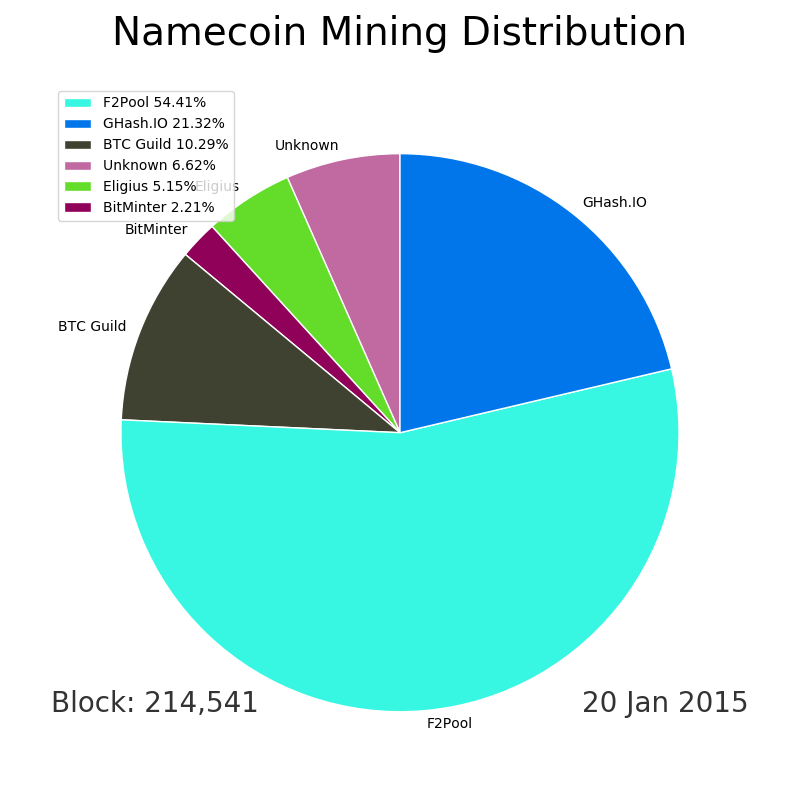 Namecoin Mining Distribution
F2Pool 54.41%
GHash.IO 21.32%
BTC Guild 10.29%
Unknown 6.62%
Eligius 5.15%
BitMinter 2.21%
Unknown
Eligius
GHash.IO
BitMinter
BTC Guild
Block: 214,541
20 Jan 2015
F2Pool